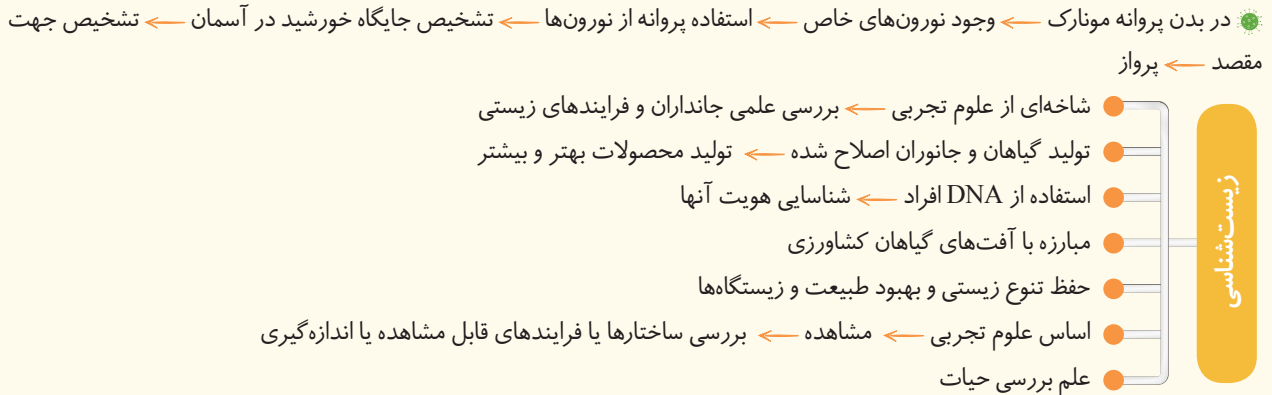 در بدن پروانه مونارک ← وجود نورون‌های خاص ← استفاده پروانه از نورون‌ها ← تشخیص جایگاه خورشید در آسمان ← تشخیص جهت
مقصد ← پرواز
زیست‌شناسی
شاخه‌ای از علوم تجربی ← بررسی علمی جانداران و فرایندهای زیستی
تولید گیاهان و جانوران اصلاح شده ← تولید محصولات بهتر و بیشتر
استفاده از DNA افراد ← شناسایی هویت آنها
مبارزه با آفت‌های گیاهان کشاورزی
حفظ تنوع زیستی و بهبود طبیعت و زیستگاه‌ها
اساس علوم تجربی ← مشاهده ← بررسی ساختارها یا فرایندهای قابل مشاهده یا اندازه‌گیری
علم بررسی حیات